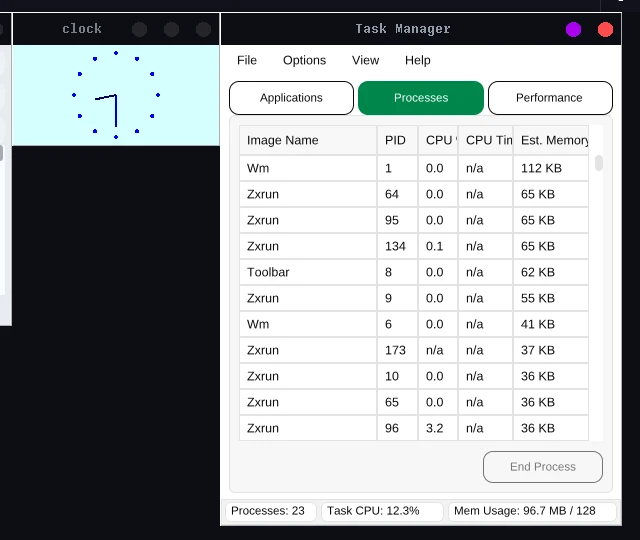 clock
Task Manager
File Options View Help
Applications Processes Performance
Image Name PID CPU CPU Tim Est. Memory
Wm 1 0.0 n/a 112 KB
Zxrun 64 0.0 n/a 65 KB
Zxrun 95 0.0 n/a 65 KB
Zxrun 134 0.1 n/a 65 KB
Toolbar 8 0.0 n/a 62 KB
Zxrun 9 0.0 n/a 55 KB
Wm 6 0.0 n/a 41 KB
Zxrun 173 n/a n/a 37 KB
Zxrun 10 0.0 n/a 36 KB
Zxrun 65 0.0 n/a 36 KB
Zxrun 96 3.2 n/a 36 KB
End Process
Processes: 23 Task CPU: 12.3% Mem Usage: 96.7 MB / 128